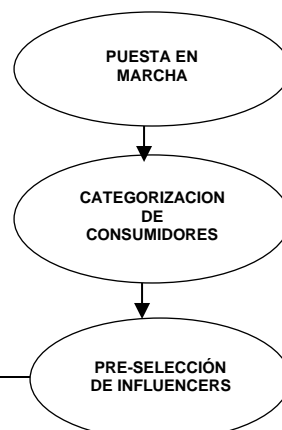 PUESTA EN
MARCHA
CATEGORIZACION
DE
CONSUMIDORES
PRE-SELECCIÓN
DE INFLUENCERS